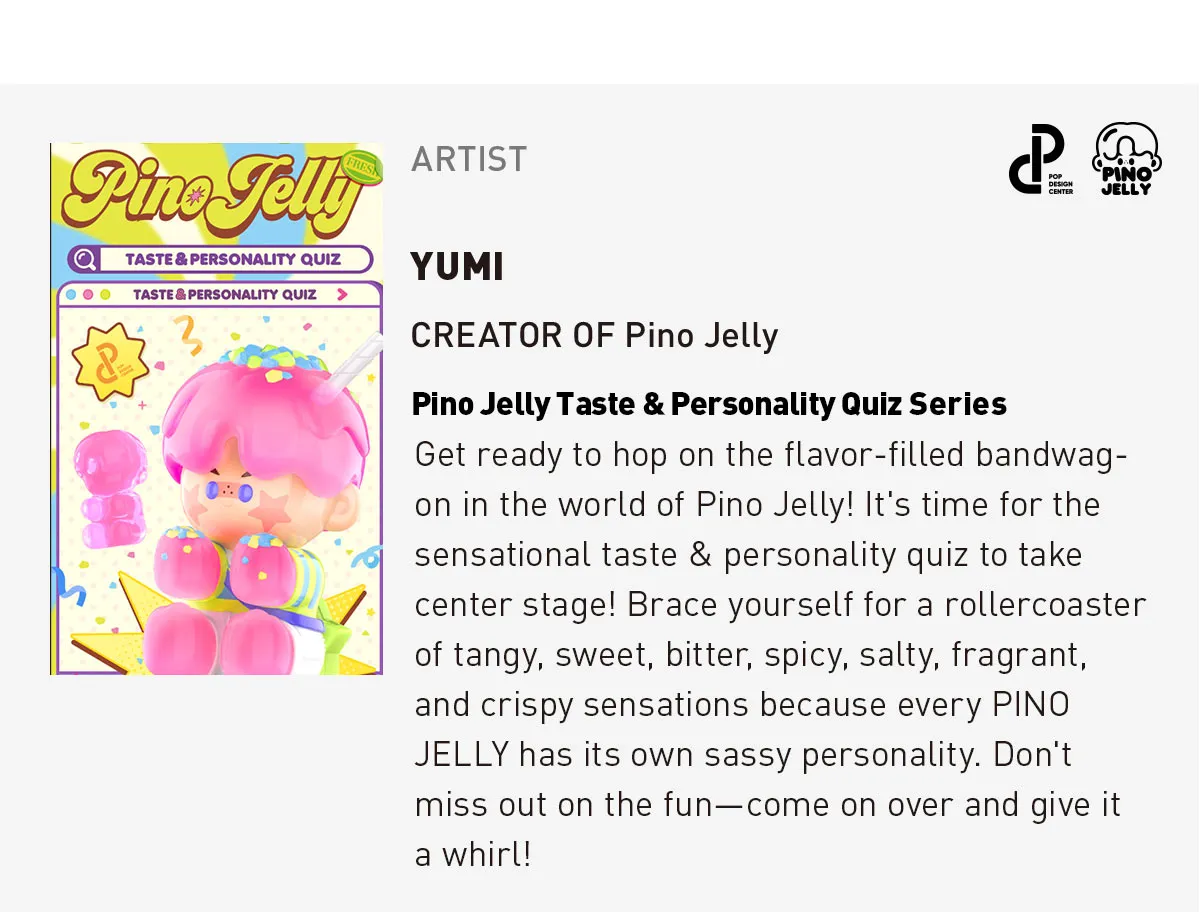 Pino Jelly
FRESH
TASTE & PERSONALITY QUIZ
TASTE & PERSONALITY QUIZ
ARTIST
POP
DESIGN
CENTER
PINO
JELLY
YUMI
CREATOR OF Pino Jelly
Pino Jelly Taste & Personality Quiz Series
Get ready to hop on the flavor-filled bandwag-
on in the world of Pino Jelly! It's time for the
sensational taste & personality quiz to take
center stage! Brace yourself for a rollercoaster
of tangy, sweet, bitter, spicy, salty, fragrant,
and crispy sensations because every PINO
JELLY has its own sassy personality. Don't
miss out on the fun—come on over and give it
a whirl!